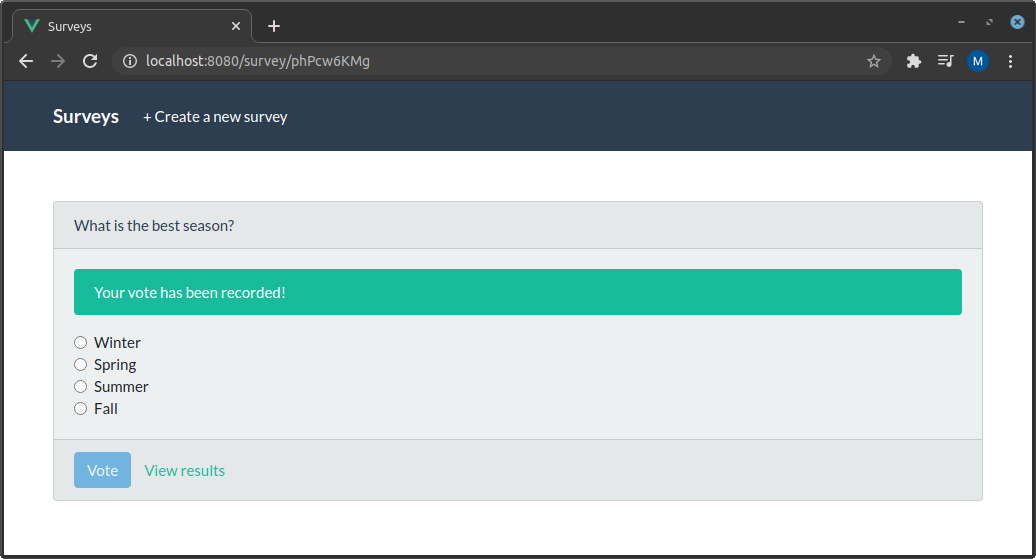 Surveys
localhost:8080/survey/phPcw6KMg
M
Surveys + Create a new survey
What is the best season?
Your vote has been recorded!
Winter
Spring
Summer
Fall
Vote View results